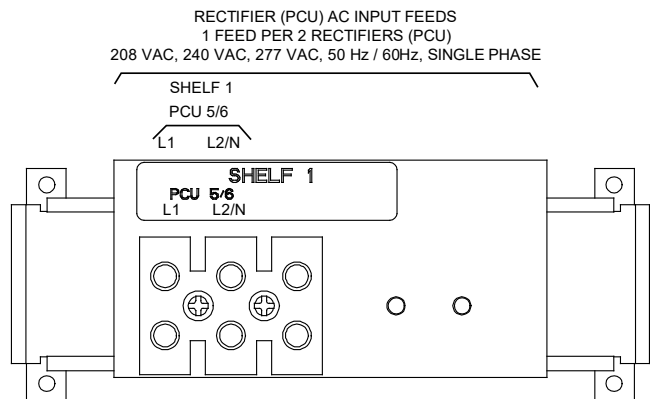 RECTIFIER (PCU) AC INPUT FEEDS
1 FEED PER 2 RECTIFIERS (PCU)
208 VAC, 240 VAC, 277 VAC, 50 Hz / 60Hz, SINGLE PHASE
SHELF 1
PCU 5/6
L1 L2/N
SHELF 1
PCU 5/6
L1 L2/N